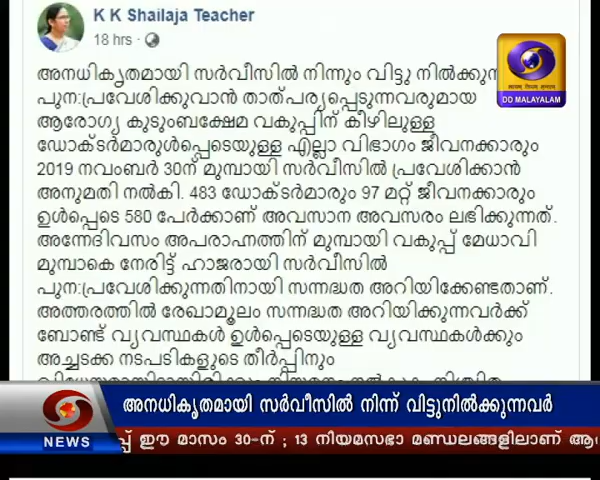 K K Shailaja Teacher
18 hrs ·
DD MALAYALAM
അനധികൃതമായി സർവീസിൽ നിന്നും വിട്ടു
പുന:പ്രവേശിക്കുവാൻ താത്പര്യപ്പെടുന്നവരുമായ
ആരോഗ്യ കുടുംബക്ഷേമ വകുപ്പിന് കീഴിലുള്ള
ഡോക്ടർമാരുൾപ്പെടെയുള്ള എല്ലാ വിഭാഗം ജീവനക്കാരും
2019 നവംബർ 30ന് മുമ്പായി സർവീസിൽ പ്രവേശിക്കാൻ
അനുമതി നൽകി. 483 ഡോക്ടർമാരും 97 മറ്റ് ജീവനക്കാരും
ഉൾപ്പെടെ 580 പേർക്കാണ് അവസാന അവസരം ലഭിക്കുന്നത്.
അന്നേദിവസം അപരാഹ്നത്തിന് മുമ്പായി വകുപ്പ് മേധാവി
മുമ്പാകെ നേരിട്ട് ഹാജരായി സർവീസിൽ
പുന:പ്രവേശിക്കുന്നതിനായി സന്നദ്ധത അറിയിക്കേണ്ടതാണ്.
അത്തരത്തിൽ രേഖാമൂലം സന്നദ്ധത അറിയിക്കുന്നവർക്ക്
ബോണ്ട് വ്യവസ്ഥകൾ ഉൾപ്പെടെയുള്ള വ്യവസ്ഥകൾക്കും
അച്ചടക്ക നടപടികളുടെ തീർപ്പിനും
അനധികൃതമായി സർവീസിൽ നിന്ന് വിട്ടുനിൽക്കുന്നവർ
NEWS
ഈ മാസം 30-ന് ; 13 നിയമസഭാ മണ്ഡലങ്ങളിലാണ്